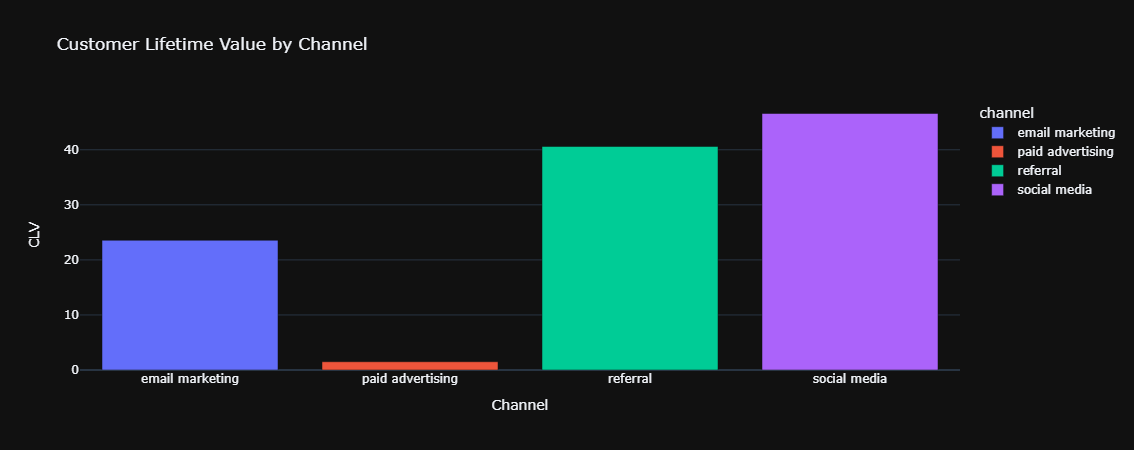 Customer Lifetime Value by Channel
channel
email marketing
paid advertising
referral
social media
CLV
40
30
20
10
0
email marketing
paid advertising
referral
social media
Channel